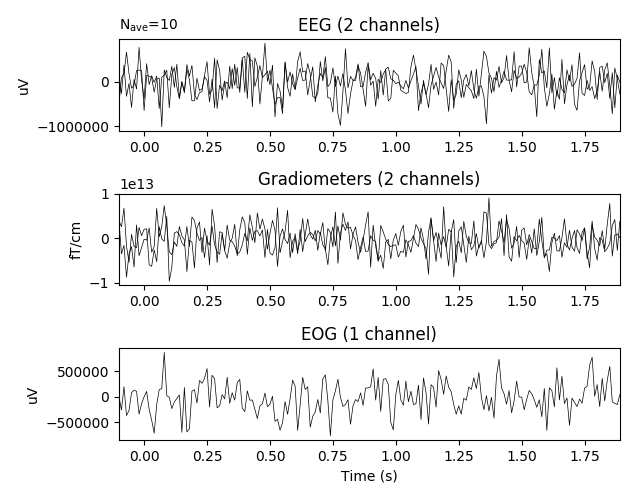 Nave=10
EEG (2 channels)
uV
0
−1000000
0.00 0.25 0.50 0.75 1.00 1.25 1.50 1.75
1e13
Gradiometers (2 channels)
fT/cm
1
0
−1
0.00 0.25 0.50 0.75 1.00 1.25 1.50 1.75
EOG (1 channel)
uV
500000
0
−500000
0.00 0.25 0.50 0.75 1.00 1.25 1.50 1.75
Time (s)